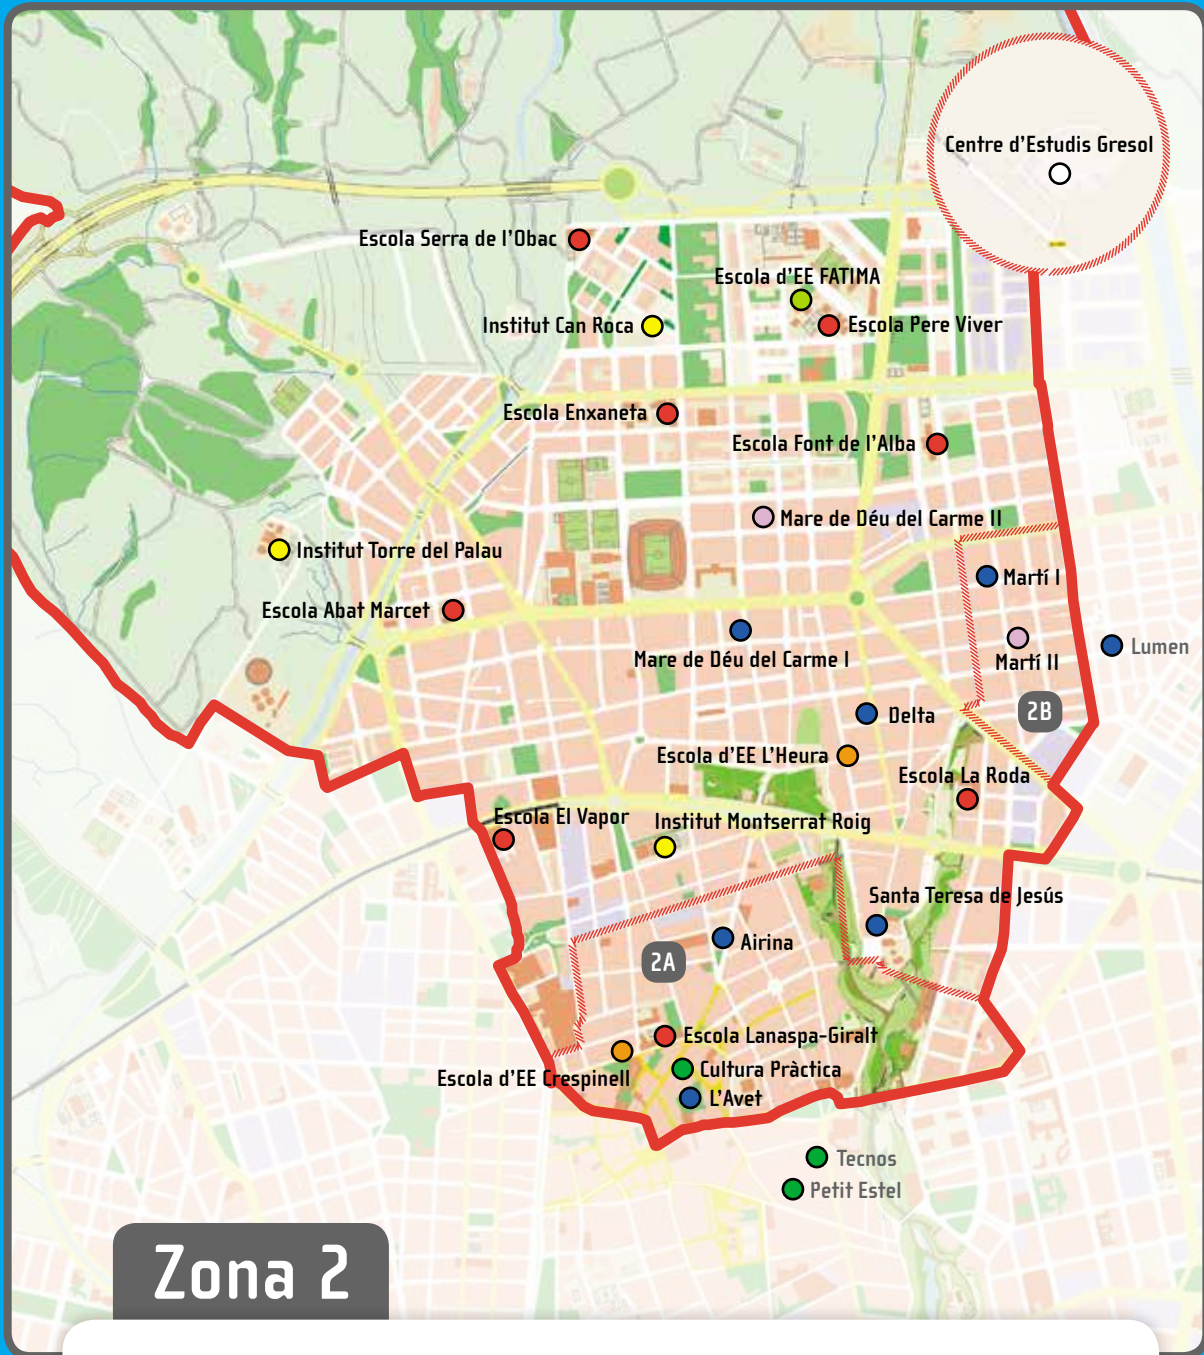 Centre d'Estudis Gresol
Escola Serra de l'Obac
Escola d'EE FATIMA
Institut Can Roca
Escola Pere Viver
Escola Enxaneta
Escola Font de l'Alba
Mare de Déu del Carme II
Institut Torre del Palau
Martí I
Escola Abat Marcet
Mare de Déu del Carme I
Martí II
Lumen
2B
Delta
Escola d'EE L'Heura
Escola La Roda
Escola El Vapor
Institut Montserrat Roig
Santa Teresa de Jesús
Airina
2A
Escola Lanaspa-Giralt
Escola d'EE Crespinell
Cultura Pràctica
L'Avet
Tecnos
Petit Estel
Zona 2